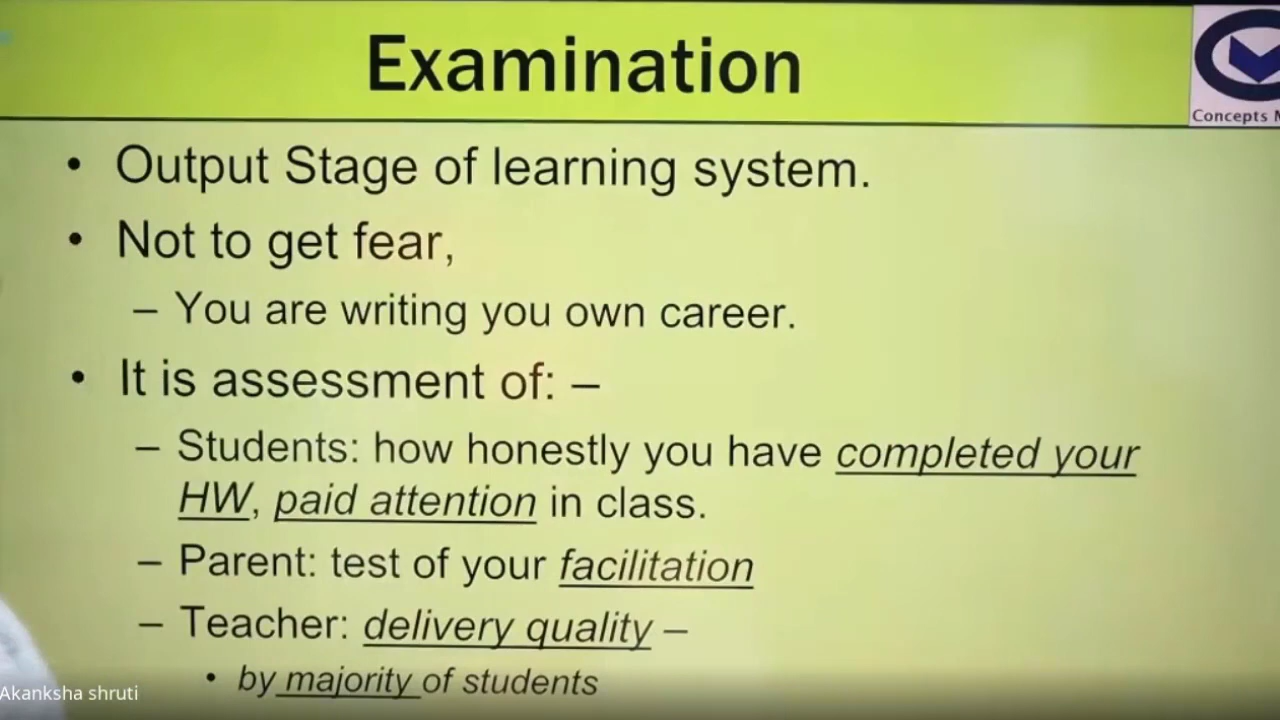 Examination
Concepts
• Output Stage of learning system.
• Not to get fear,
– You are writing you own career.
• It is assessment of: –
– Students: how honestly you have completed your
HW, paid attention in class.
– Parent: test of your facilitation
– Teacher: delivery quality –
• by majority of students
Akanksha shruti